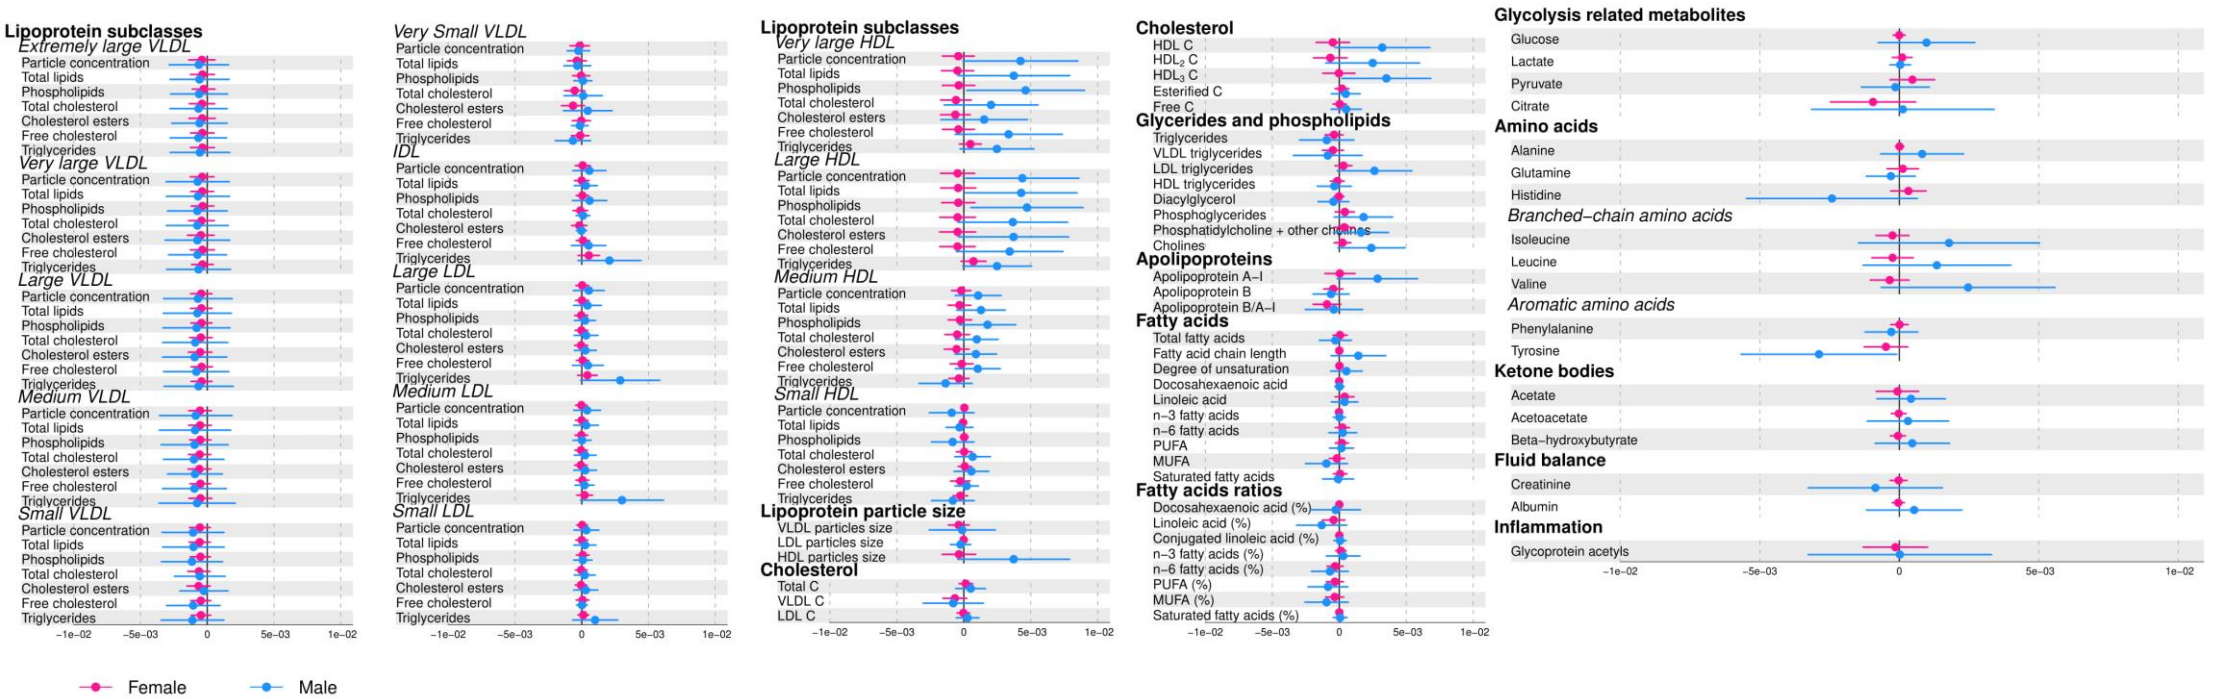 Lipoprotein subclasses
Extremely large VLDL
Particle concentration
Total lipids
Phospholipids
Total cholesterol
Cholesterol esters
Free cholesterol
Triglycerides
Very large VLDL
Particle concentration
Total lipids
Phospholipids
Total cholesterol
Cholesterol esters
Free cholesterol
Triglycerides
Large VLDL
Particle concentration
Total lipids
Phospholipids
Total cholesterol
Cholesterol esters
Free cholesterol
Triglycerides
Medium VLDL
Particle concentration
Total lipids
Phospholipids
Total cholesterol
Cholesterol esters
Free cholesterol
Triglycerides
Small VLDL
Particle concentration
Total lipids
Phospholipids
Total cholesterol
Cholesterol esters
Free cholesterol
Triglycerides
−1e−02 −5e−03 0 5e−03 1e−02
Very Small VLDL
Particle concentration
Total lipids
Phospholipids
Total cholesterol
Cholesterol esters
Free cholesterol
Triglycerides
IDL
Particle concentration
Total lipids
Phospholipids
Total cholesterol
Cholesterol esters
Free cholesterol
Triglycerides
Large LDL
Particle concentration
Total lipids
Phospholipids
Total cholesterol
Cholesterol esters
Free cholesterol
Triglycerides
Medium LDL
Particle concentration
Total lipids
Phospholipids
Total cholesterol
Cholesterol esters
Free cholesterol
Triglycerides
Small LDL
Particle concentration
Total lipids
Phospholipids
Total cholesterol
Cholesterol esters
Free cholesterol
Triglycerides
−1e−02 −5e−03 0 5e−03 1e−02
Lipoprotein subclasses
Very large HDL
Particle concentration
Total lipids
Phospholipids
Total cholesterol
Cholesterol esters
Free cholesterol
Triglycerides
Large HDL
Particle concentration
Total lipids
Phospholipids
Total cholesterol
Cholesterol esters
Free cholesterol
Triglycerides
Medium HDL
Particle concentration
Total lipids
Phospholipids
Total cholesterol
Cholesterol esters
Free cholesterol
Triglycerides
Small HDL
Particle concentration
Total lipids
Phospholipids
Total cholesterol
Cholesterol esters
Free cholesterol
Triglycerides
Lipoprotein particle size
VLDL particles size
LDL particles size
HDL particles size
Cholesterol
Total C
VLDL C
LDL C
−1e−02 −5e−03 0 5e−03 1e−02
Cholesterol
HDL C
HDL₂ C
HDL₃ C
Esterified C
Free C
Glycerides and phospholipids
Triglycerides
VLDL triglycerides
LDL triglycerides
HDL triglycerides
Diacylglycerol
Phosphoglycerides
Phosphatidylcholine + other cholines
Cholines
Apolipoproteins
Apolipoprotein A−I
Apolipoprotein B
Apolipoprotein B/A−I
Fatty acids
Total fatty acids
Fatty acid chain length
Degree of unsaturation
Docosahexaenoic acid
Linoleic acid
n−3 fatty acids
n−6 fatty acids
PUFA
MUFA
Saturated fatty acids
Fatty acids ratios
Docosahexaenoic acid (%)
Linoleic acid (%)
Conjugated linoleic acid (%)
n−3 fatty acids (%)
n−6 fatty acids (%)
PUFA (%)
MUFA (%)
Saturated fatty acids (%)
−1e−02 −5e−03 0 5e−03 1e−02
Glycolysis related metabolites
Glucose
Lactate
Pyruvate
Citrate
Amino acids
Alanine
Glutamine
Histidine
Branched−chain amino acids
Isoleucine
Leucine
Valine
Aromatic amino acids
Phenylalanine
Tyrosine
Ketone bodies
Acetate
Acetoacetate
Beta−hydroxybutyrate
Fluid balance
Creatinine
Albumin
Inflammation
Glycoprotein acetyls
−1e−02 −5e−03 0 5e−03 1e−02
Female Male